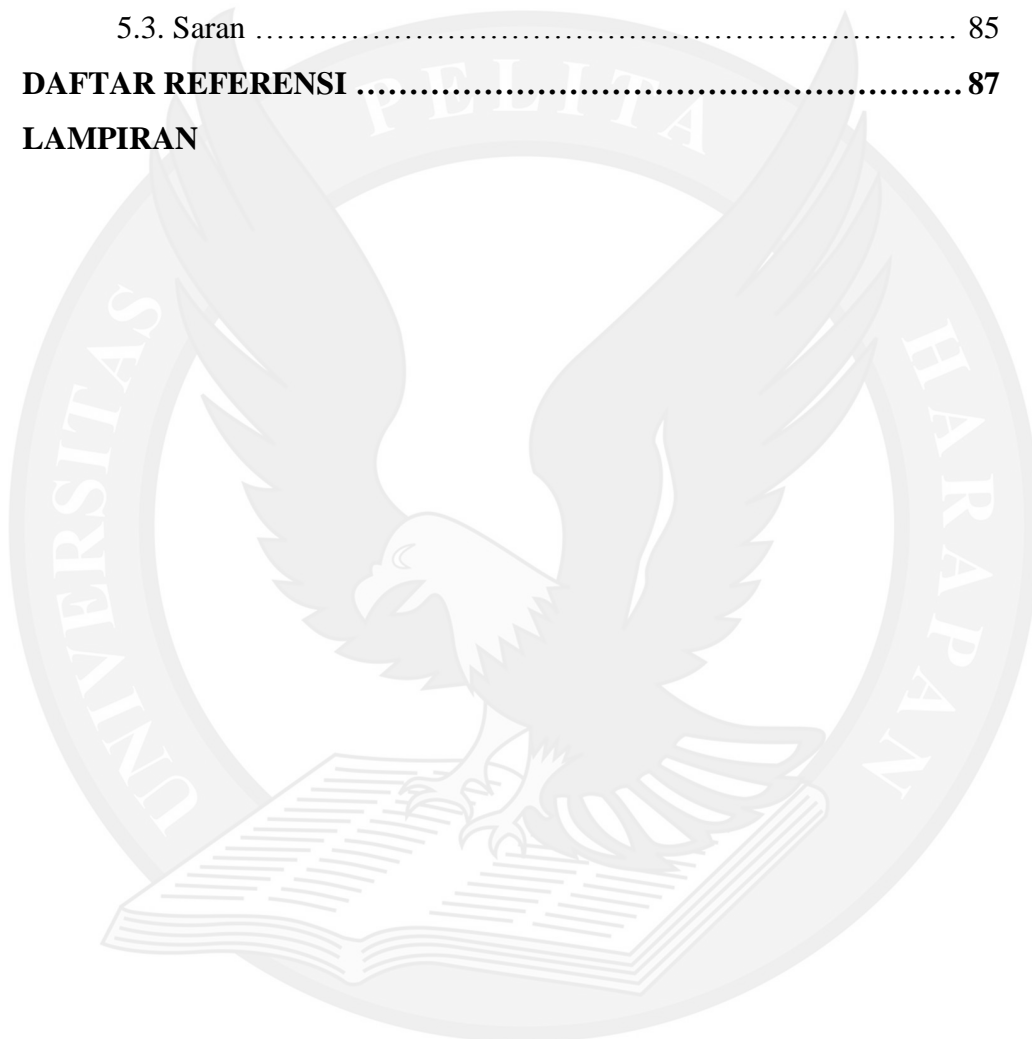 5.3. Saran …………………………………………………………… 85
DAFTAR REFERENSI ………………………………………………… 87
LAMPIRAN
UNIVERSITAS PELITA HARAPAN